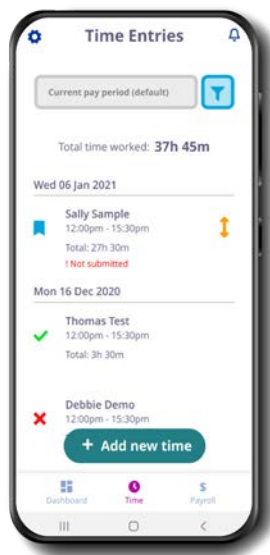 Time Entries
Current pay period (default)
Total time worked: 37h 45m
Wed 06 Jan 2021
Sally Sample
12:00pm - 15:30pm
Total: 27h 30m
! Not submitted
Mon 16 Dec 2020
Thomas Test
12:00pm - 15:30pm
Total: 3h 30m
Debbie Demo
12:00pm - 15:30pm
+ Add new time
Dashboard
Time
$
Payroll